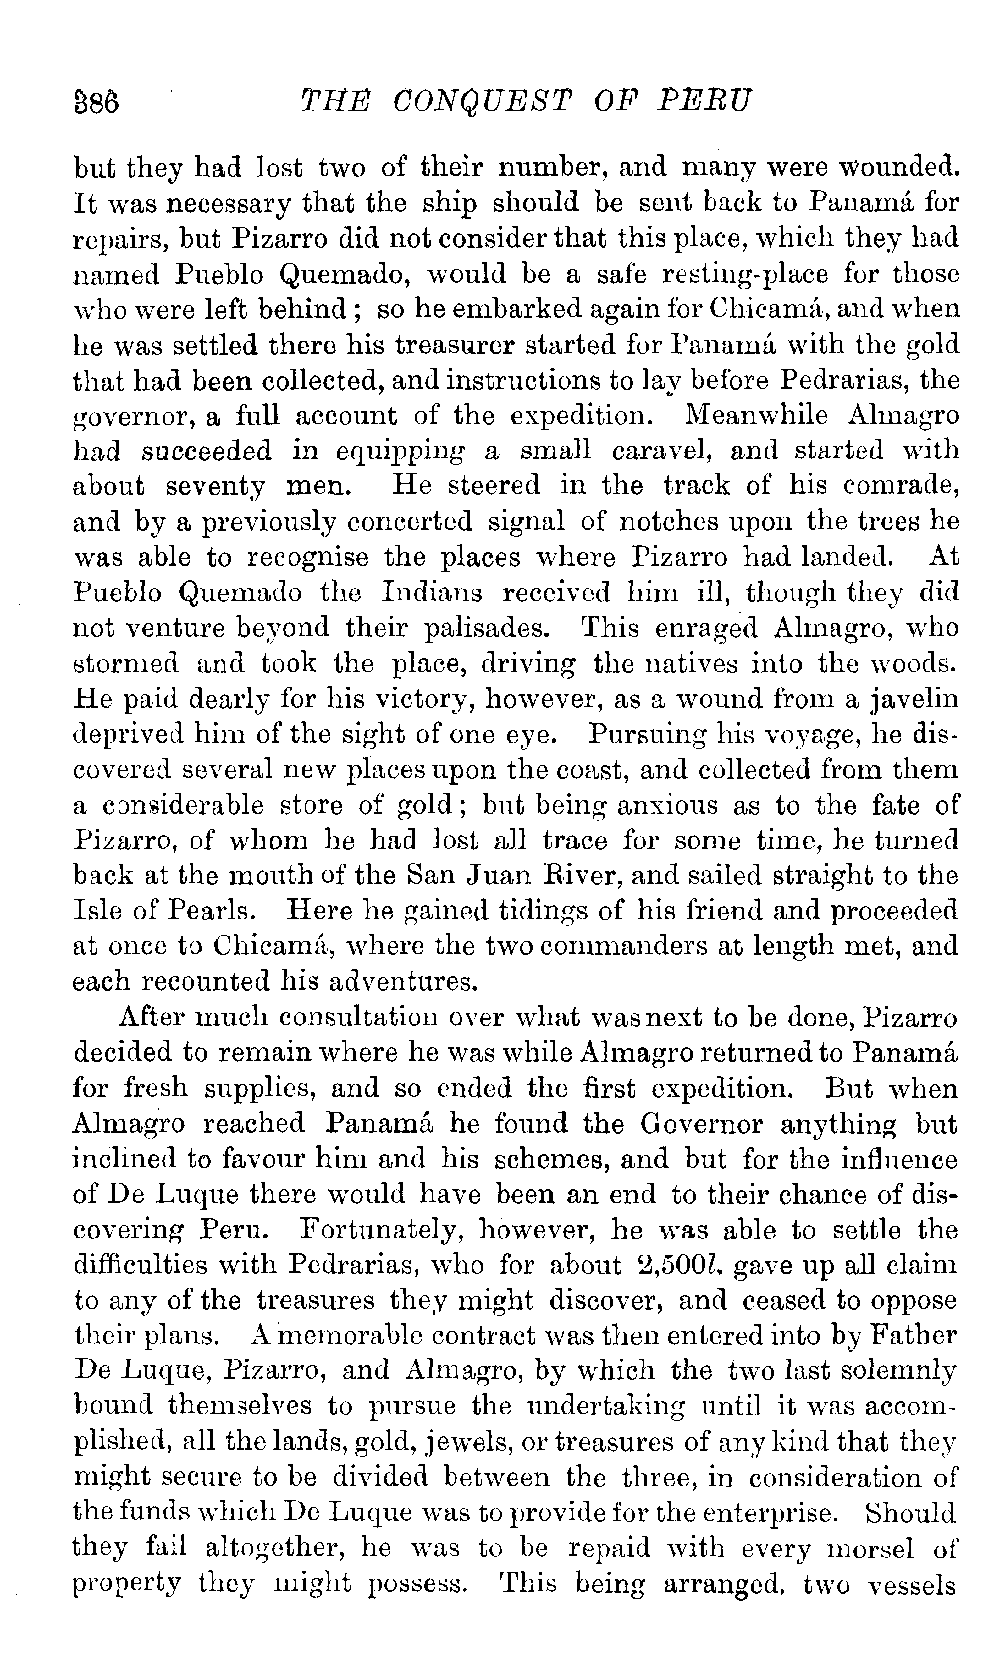 386 THE CONQUEST OF PERU
but they had lost two of their number, and many were wounded.
It was necessary that the ship should be sent back to Panamá for
repairs, but Pizarro did not consider that this place, which they had
named Pueblo Quemado, would be a safe resting-place for those
who were left behind ; so he embarked again for Chicamá, and when
he was settled there his treasurer started for Panamá with the gold
that had been collected, and instructions to lay before Pedrarias, the
governor, a full account of the expedition. Meanwhile Almagro
had succeeded in equipping a small caravel, and started with
about seventy men. He steered in the track of his comrade,
and by a previously concerted signal of notches upon the trees he
was able to recognise the places where Pizarro had landed. At
Pueblo Quemado the Indians received him ill, though they did
not venture beyond their palisades. This enraged Almagro, who
stormed and took the place, driving the natives into the woods.
He paid dearly for his victory, however, as a wound from a javelin
deprived him of the sight of one eye. Pursuing his voyage, he dis-
covered several new places upon the coast, and collected from them
a considerable store of gold ; but being anxious as to the fate of
Pizarro, of whom he had lost all trace for some time, he turned
back at the mouth of the San Juan River, and sailed straight to the
Isle of Pearls. Here he gained tidings of his friend and proceeded
at once to Chicamá, where the two commanders at length met, and
each recounted his adventures.
After much consultation over what was next to be done, Pizarro
decided to remain where he was while Almagro returned to Panamá
for fresh supplies, and so ended the first expedition. But when
Almagro reached Panamá he found the Governor anything but
inclined to favour him and his schemes, and but for the influence
of De Luque there would have been an end to their chance of dis-
covering Peru. Fortunately, however, he was able to settle the
difficulties with Pedrarias, who for about 2,500l. gave up all claim
to any of the treasures they might discover, and ceased to oppose
their plans. A memorable contract was then entered into by Father
De Luque, Pizarro, and Almagro, by which the two last solemnly
bound themselves to pursue the undertaking until it was accom-
plished, all the lands, gold, jewels, or treasures of any kind that they
might secure to be divided between the three, in consideration of
the funds which De Luque was to provide for the enterprise. Should
they fail altogether, he was to be repaid with every morsel of
property they might possess. This being arranged, two vessels